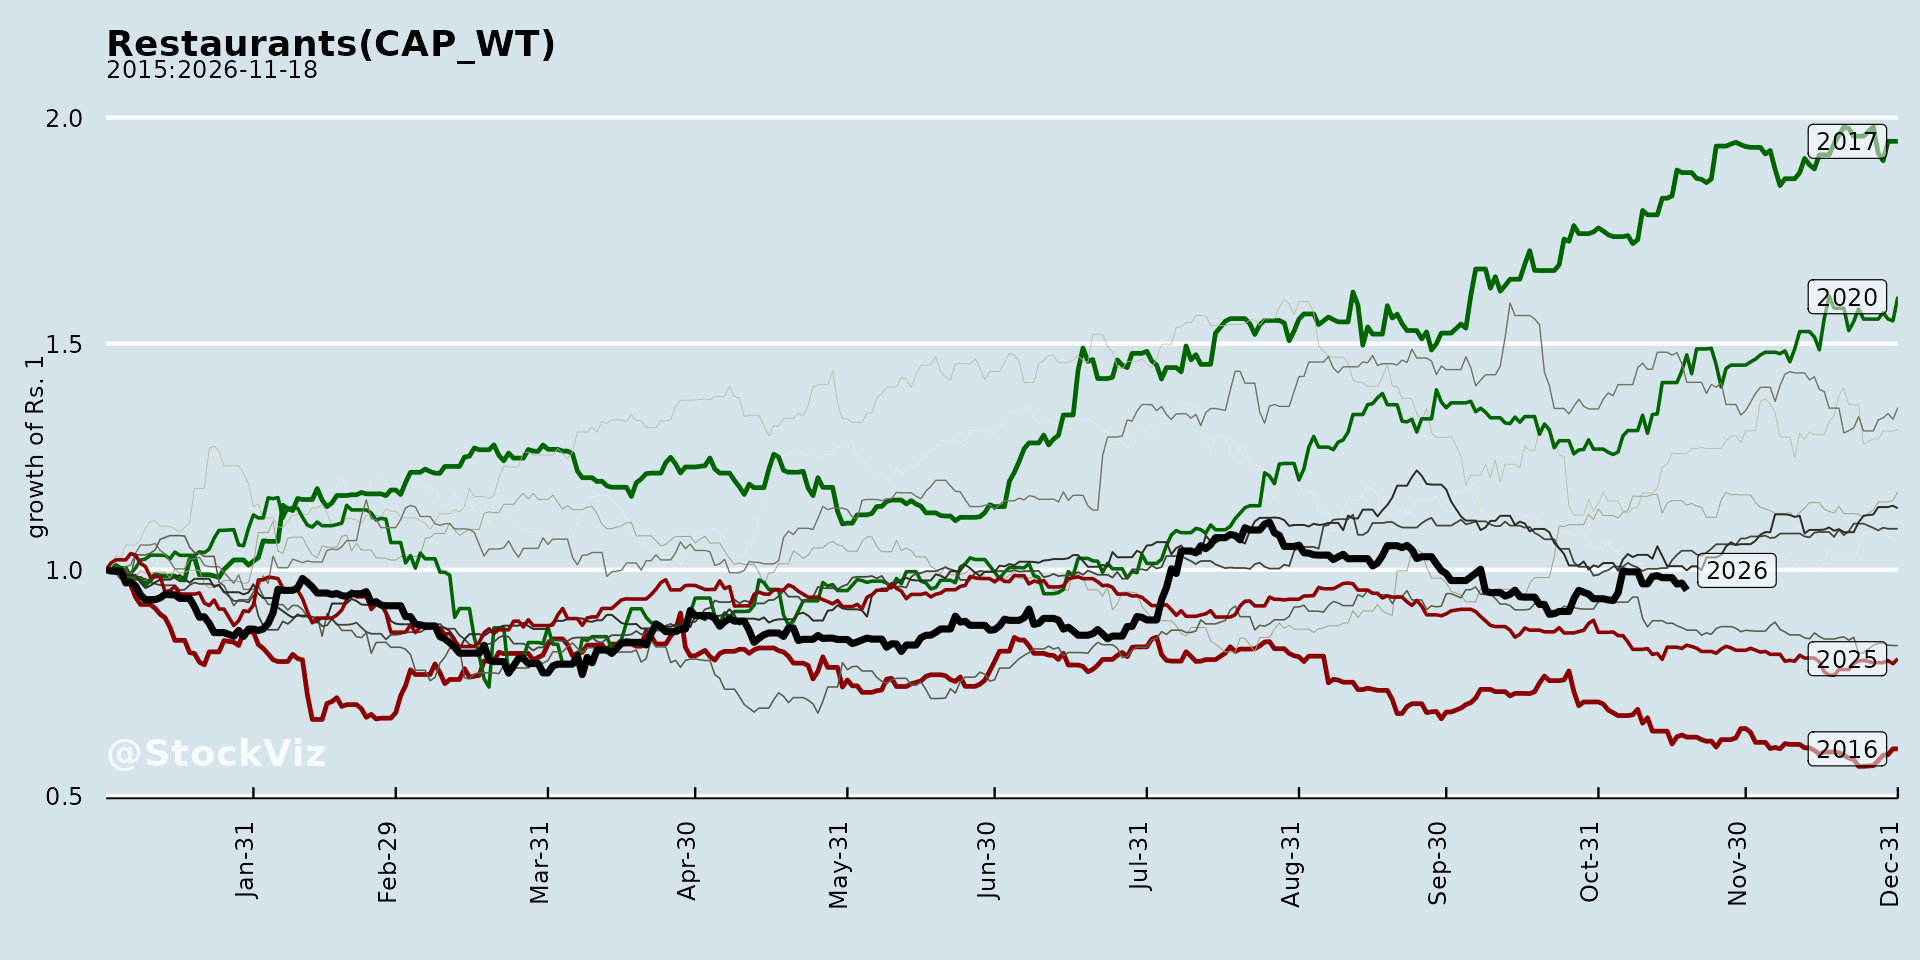 Restaurants(CAP_WT)
2015:2026-11-18
growth of Rs. 1
2.0
1.5
1.0
0.5
2017
2020
2026
2025
2016
@StockViz
Jan-31
Feb-29
Mar-31
Apr-30
May-31
Jun-30
Jul-31
Aug-31
Sep-30
Oct-31
Nov-30
Dec-31